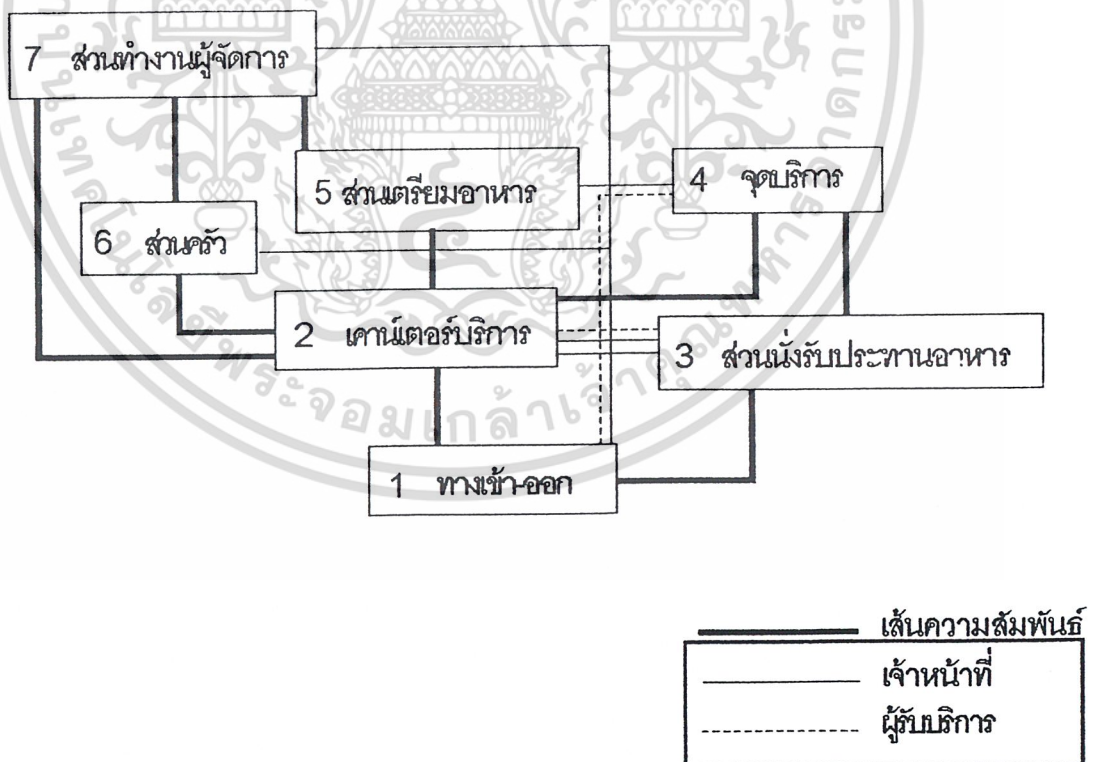 7 ส่วนทำงานผู้จัดการ
5 ส่วนเตรียมอาหาร
4 จุดบริการ
6 ส่วนครัว
2 เคาน์เตอร์บริการ
3 ส่วนนั่งรับประทานอาหาร
1 ทางเข้า-ออก
เส้นความสัมพันธ์
เจ้าหน้าที่
ผู้รับบริการ